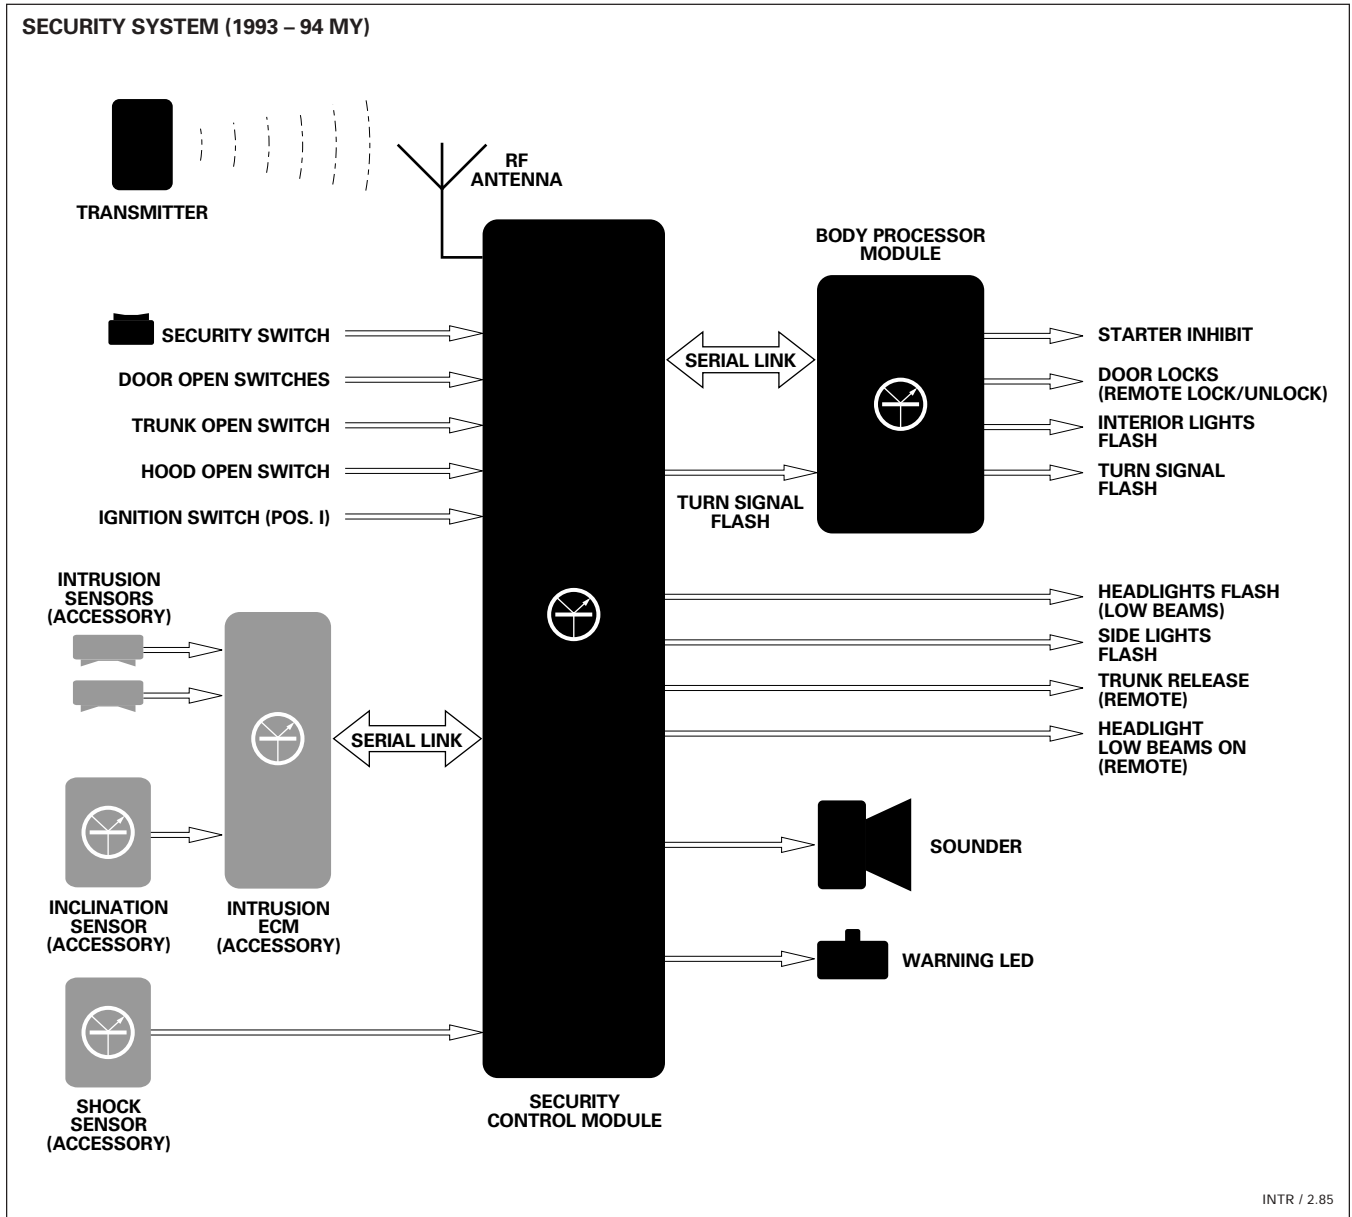 SECURITY SYSTEM (1993 – 94 MY)
TRANSMITTER
RF
ANTENNA
SECURITY SWITCH
DOOR OPEN SWITCHES
TRUNK OPEN SWITCH
HOOD OPEN SWITCH
IGNITION SWITCH (POS. I)
BODY PROCESSOR
MODULE
SERIAL LINK
TURN SIGNAL
FLASH
STARTER INHIBIT
DOOR LOCKS
(REMOTE LOCK/UNLOCK)
INTERIOR LIGHTS
FLASH
TURN SIGNAL
FLASH
INTRUSION
SENSORS
(ACCESSORY)
SERIAL LINK
INCLINATION
SENSOR
(ACCESSORY)
INTRUSION
ECM
(ACCESSORY)
SHOCK
SENSOR
(ACCESSORY)
HEADLIGHTS FLASH
(LOW BEAMS)
SIDE LIGHTS
FLASH
TRUNK RELEASE
(REMOTE)
HEADLIGHT
LOW BEAMS ON
(REMOTE)
SOUNDER
WARNING LED
SECURITY
CONTROL MODULE
INTR / 2.85